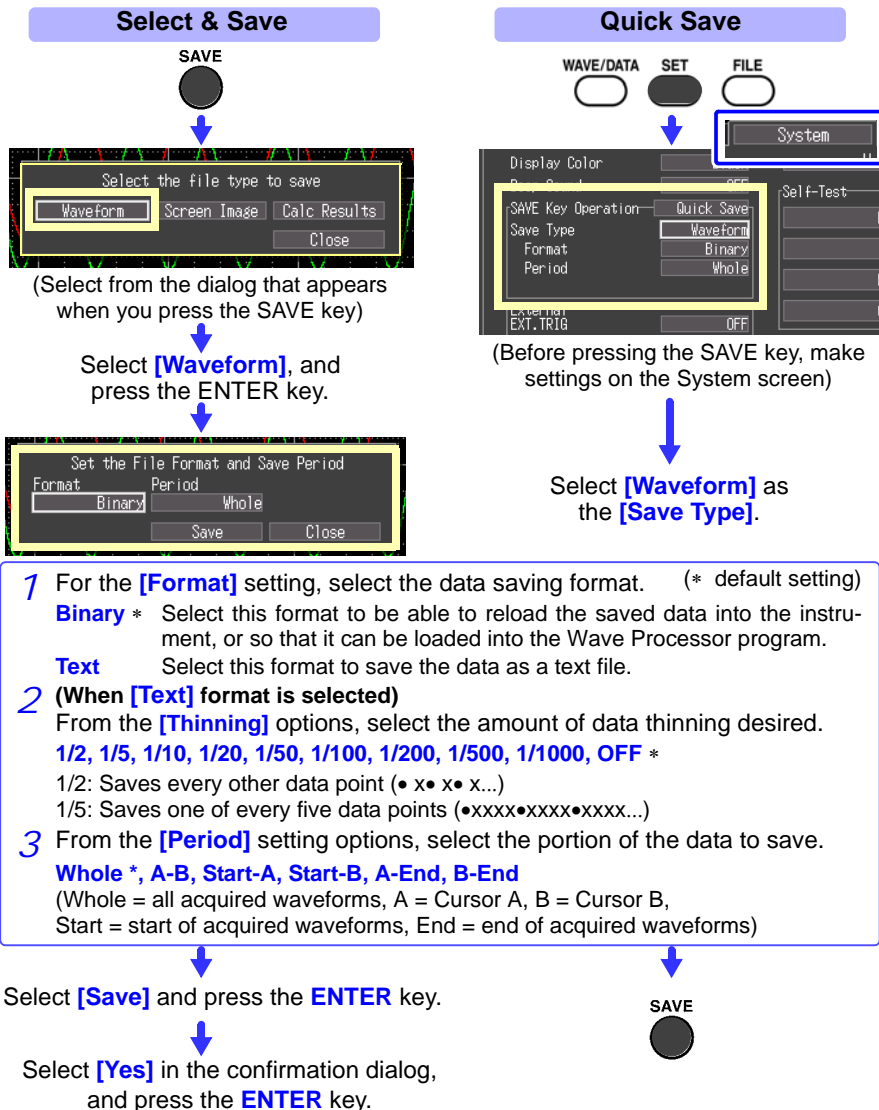 Select & Save
SAVE
Select the file type to save
Waveform Screen Image Calc Results
Close
(Select from the dialog that appears
when you press the SAVE key)
Select [Waveform], and
press the ENTER key.
Set the File Format and Save Period
Format Period
Binary Whole
Save Close
Quick Save
WAVE/DATA SET FILE
System
Display Color
OFF
Self-Test
SAVE Key Operation Quick Save
Save Type Waveform
Format Binary
Period Whole
External
EXT.TRIG OFF
(Before pressing the SAVE key, make
settings on the System screen)
Select [Waveform] as
the [Save Type].
1 For the [Format] setting, select the data saving format. (* default setting)
Binary * Select this format to be able to reload the saved data into the instru-
ment, or so that it can be loaded into the Wave Processor program.
Text Select this format to save the data as a text file.
2 (When [Text] format is selected)
From the [Thinning] options, select the amount of data thinning desired.
1/2, 1/5, 1/10, 1/20, 1/50, 1/100, 1/200, 1/500, 1/1000, OFF *
1/2: Saves every other data point (• x• x• x...)
1/5: Saves one of every five data points (•xxxx•xxxx•xxxx...)
3 From the [Period] setting options, select the portion of the data to save.
Whole *, A-B, Start-A, Start-B, A-End, B-End
(Whole = all acquired waveforms, A = Cursor A, B = Cursor B,
Start = start of acquired waveforms, End = end of acquired waveforms)
Select [Save] and press the ENTER key.
Select [Yes] in the confirmation dialog,
and press the ENTER key.
SAVE